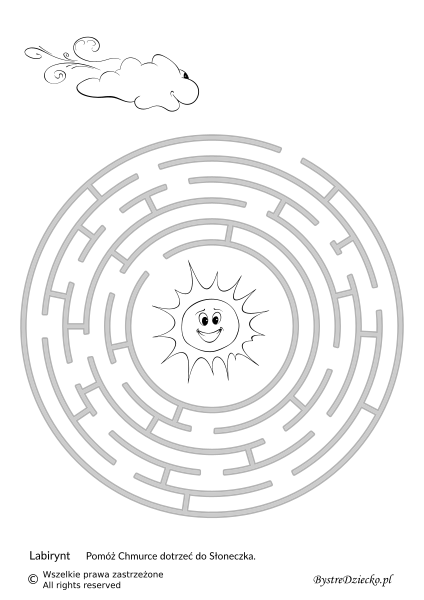 Labirynt Pomóż Chmurce dotrzeć do Słoneczka.
© Wszelkie prawa zastrzeżone
All rights reserved
BystreDziecko.pl